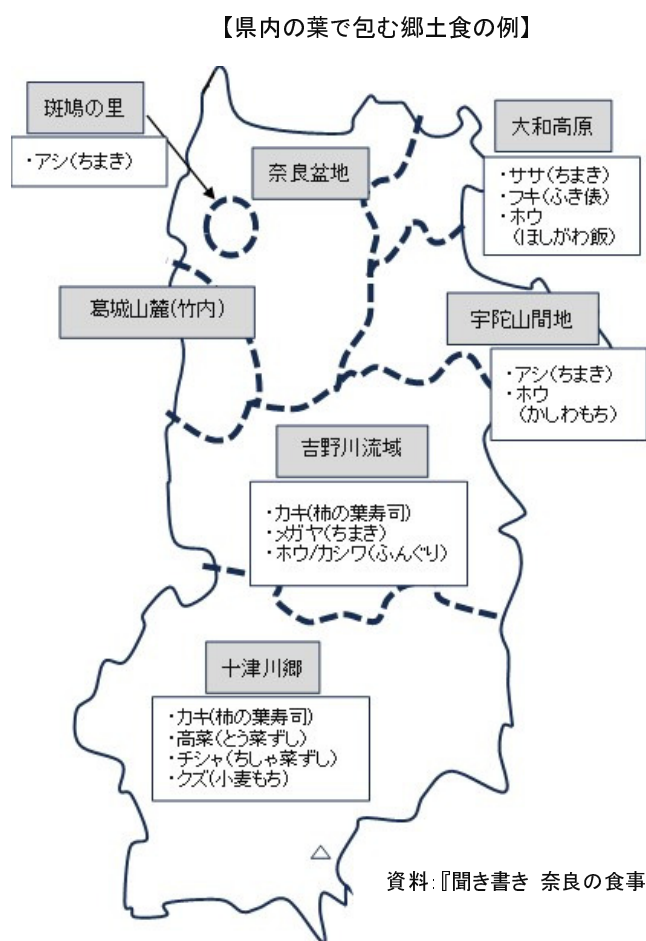 【県内の葉で包む郷土食の例】
斑鳩の里
・アシ(ちまき)
奈良盆地
大和高原
・ササ(ちまき)
・フキ(ふき俵)
・ホウ
(ほしがわ飯)
葛城山麓(竹内)
宇陀山間地
・アシ(ちまき)
・ホウ
(かしわもち)
吉野川流域
・カキ(柿の葉寿司)
・メガヤ(ちまき)
・ホウ/カシワ(ふんぐり)
十津川郷
・カキ(柿の葉寿司)
・高菜(とう菜ずし)
・チシャ(ちしゃ菜ずし)
・クズ(小麦もち)
資料:『聞き書き 奈良の食事